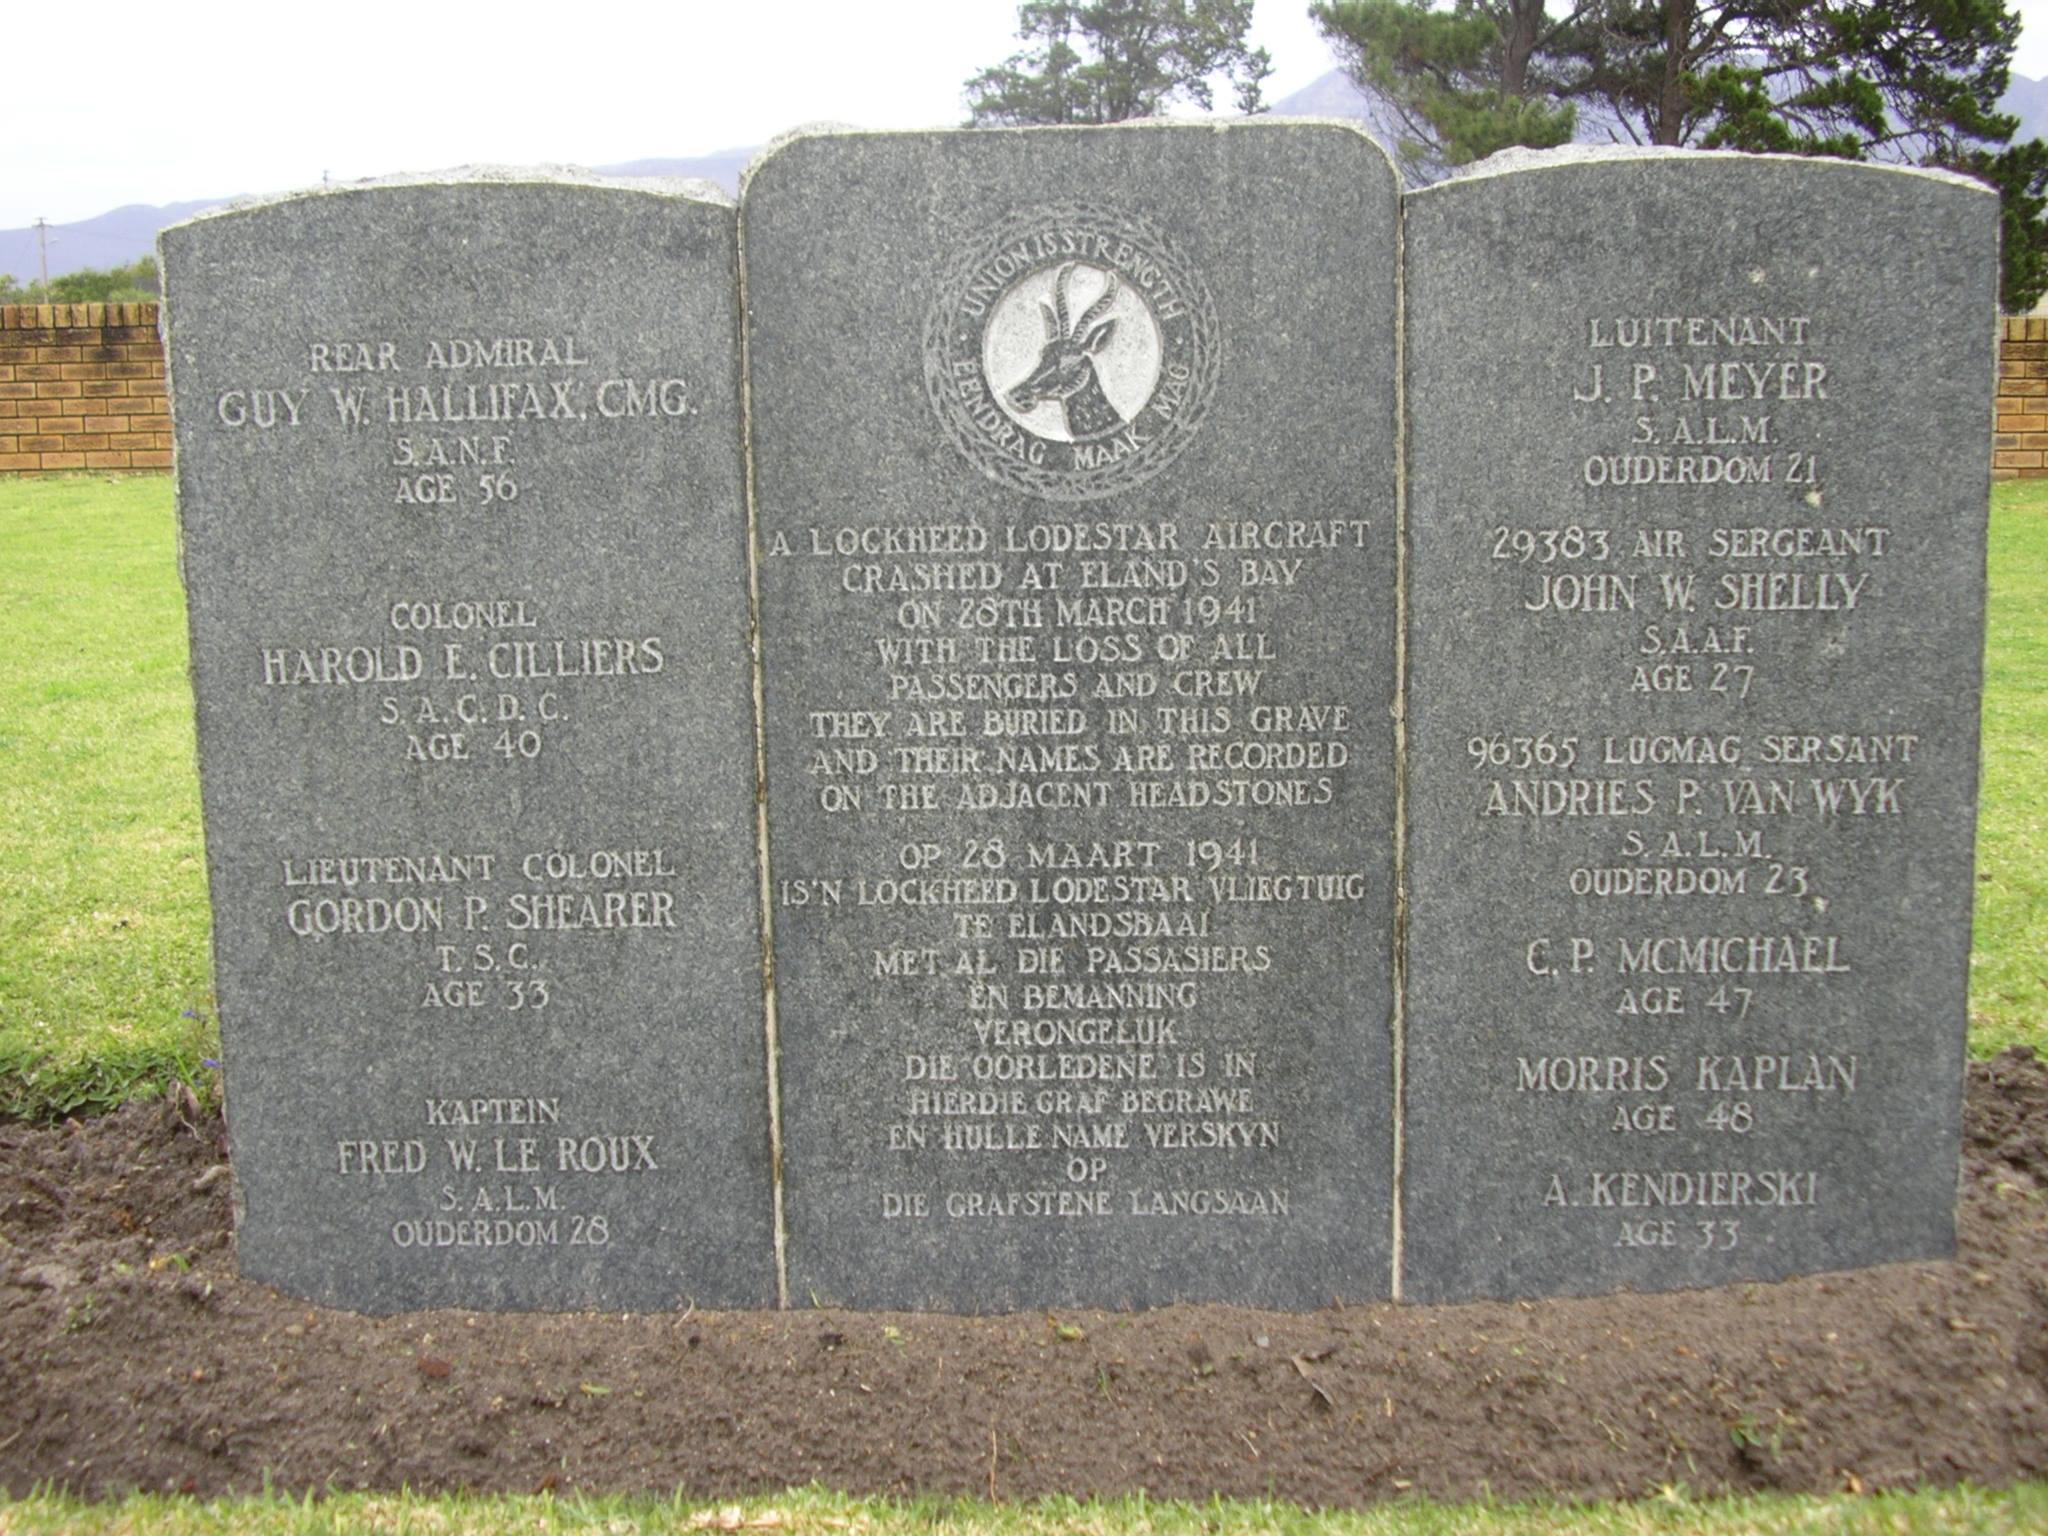 REAR ADMIRAL
GUY W. HALLIFAX, CMG.
S.A.N.F.
AGE 56
COLONEL
HAROLD E. CILLIERS
S.A.C.D.C.
AGE 40
LIEUTENANT COLONEL
GORDON P. SHEARER
T.S.C.
AGE 33
KAPTEIN
FRED W. LE ROUX
S.A.L.M.
OUDERDOM 28
UNION IS STRENGTH
EENDRAG MAAK MAG
A LOCKHEED LODESTAR AIRCRAFT
CRASHED AT ELAND'S BAY
ON 28TH MARCH 1941
WITH THE LOSS OF ALL
PASSENGERS AND CREW
THEY ARE BURIED IN THIS GRAVE
AND THEIR NAMES ARE RECORDED
ON THE ADJACENT HEADSTONES
OP 28 MAART 1941
IS'N LOCKHEED LODESTAR VLIEGTUIG
TE ELANDSBAAI
MET AL DIE PASSASIERS
EN BEMANNING
VERONGELUK
DIE OORLEDENE IS IN
HIERDIE GRAF BEGRAWE
EN HULLE NAME VERSKYN
OP
DIE GRAFSTENE LANGSAAN
LUITENANT
J. P. MEYER
S.A.L.M.
OUDERDOM 21
29383 AIR SERGEANT
JOHN W. SHELLY
S.A.A.F.
AGE 27
96365 LUGMAG SERSANT
ANDRIES P. VAN WYK
S.A.L.M.
OUDERDOM 23
C. P. MCMICHAEL
AGE 47
MORRIS KAPLAN
AGE 48
A. KENDIERSKI
AGE 33